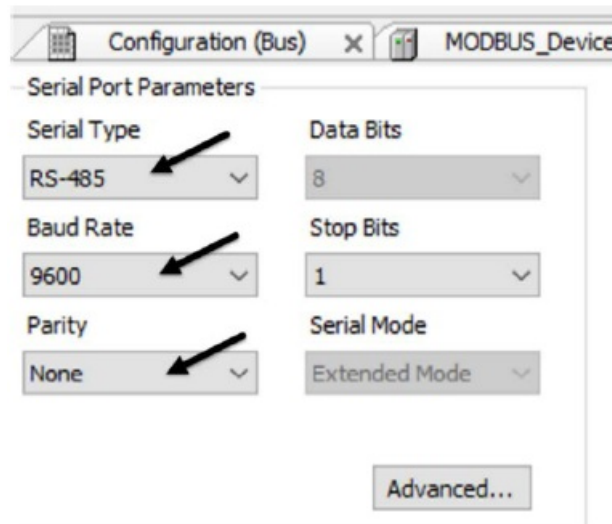 Configuration (Bus) MODBUS_Device
Serial Port Parameters
Serial Type Data Bits
RS-485 8
Baud Rate Stop Bits
9600 1
Parity Serial Mode
None Extended Mode
Advanced...